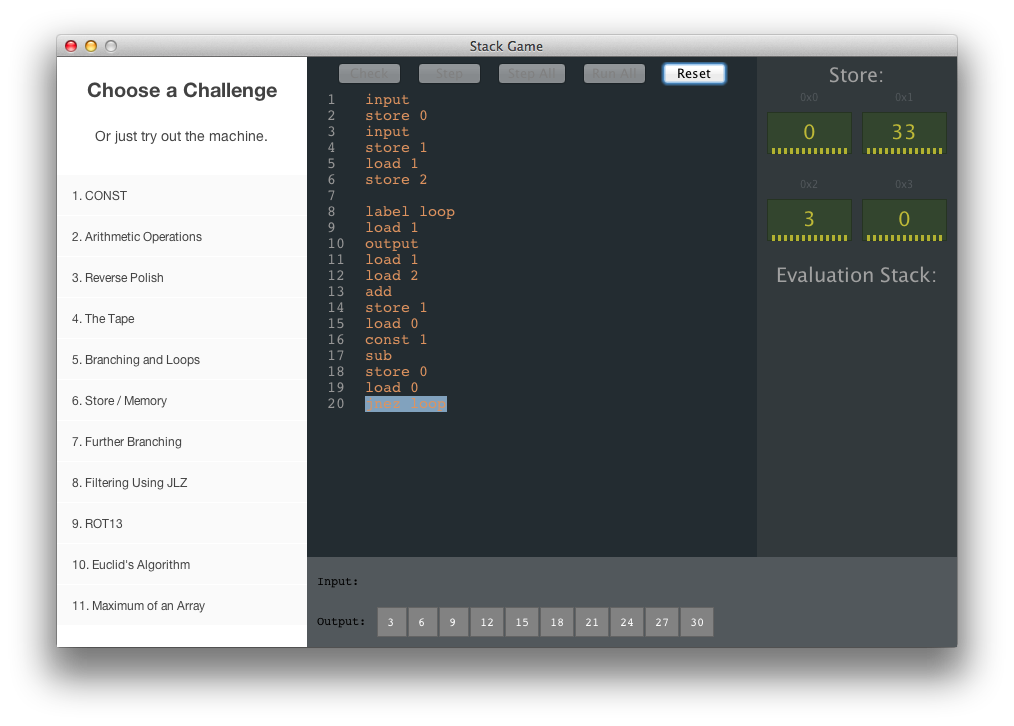 Stack Game
Choose a Challenge
Or just try out the machine.
1. CONST
2. Arithmetic Operations
3. Reverse Polish
4. The Tape
5. Branching and Loops
6. Store / Memory
7. Further Branching
8. Filtering Using JLZ
9. ROT13
10. Euclid's Algorithm
11. Maximum of an Array
Check Step Step All Run All Reset
1 input
2 store 0
3 input
4 store 1
5 load 1
6 store 2
7
8 label loop
9 load 1
10 output
11 load 1
12 load 2
13 add
14 store 1
15 load 0
16 const 1
17 sub
18 store 0
19 load 0
20 jnez loop
Store:
0x0 0x1
0 33
0x2 0x3
3 0
Evaluation Stack:
Input:
Output: 3 6 9 12 15 18 21 24 27 30